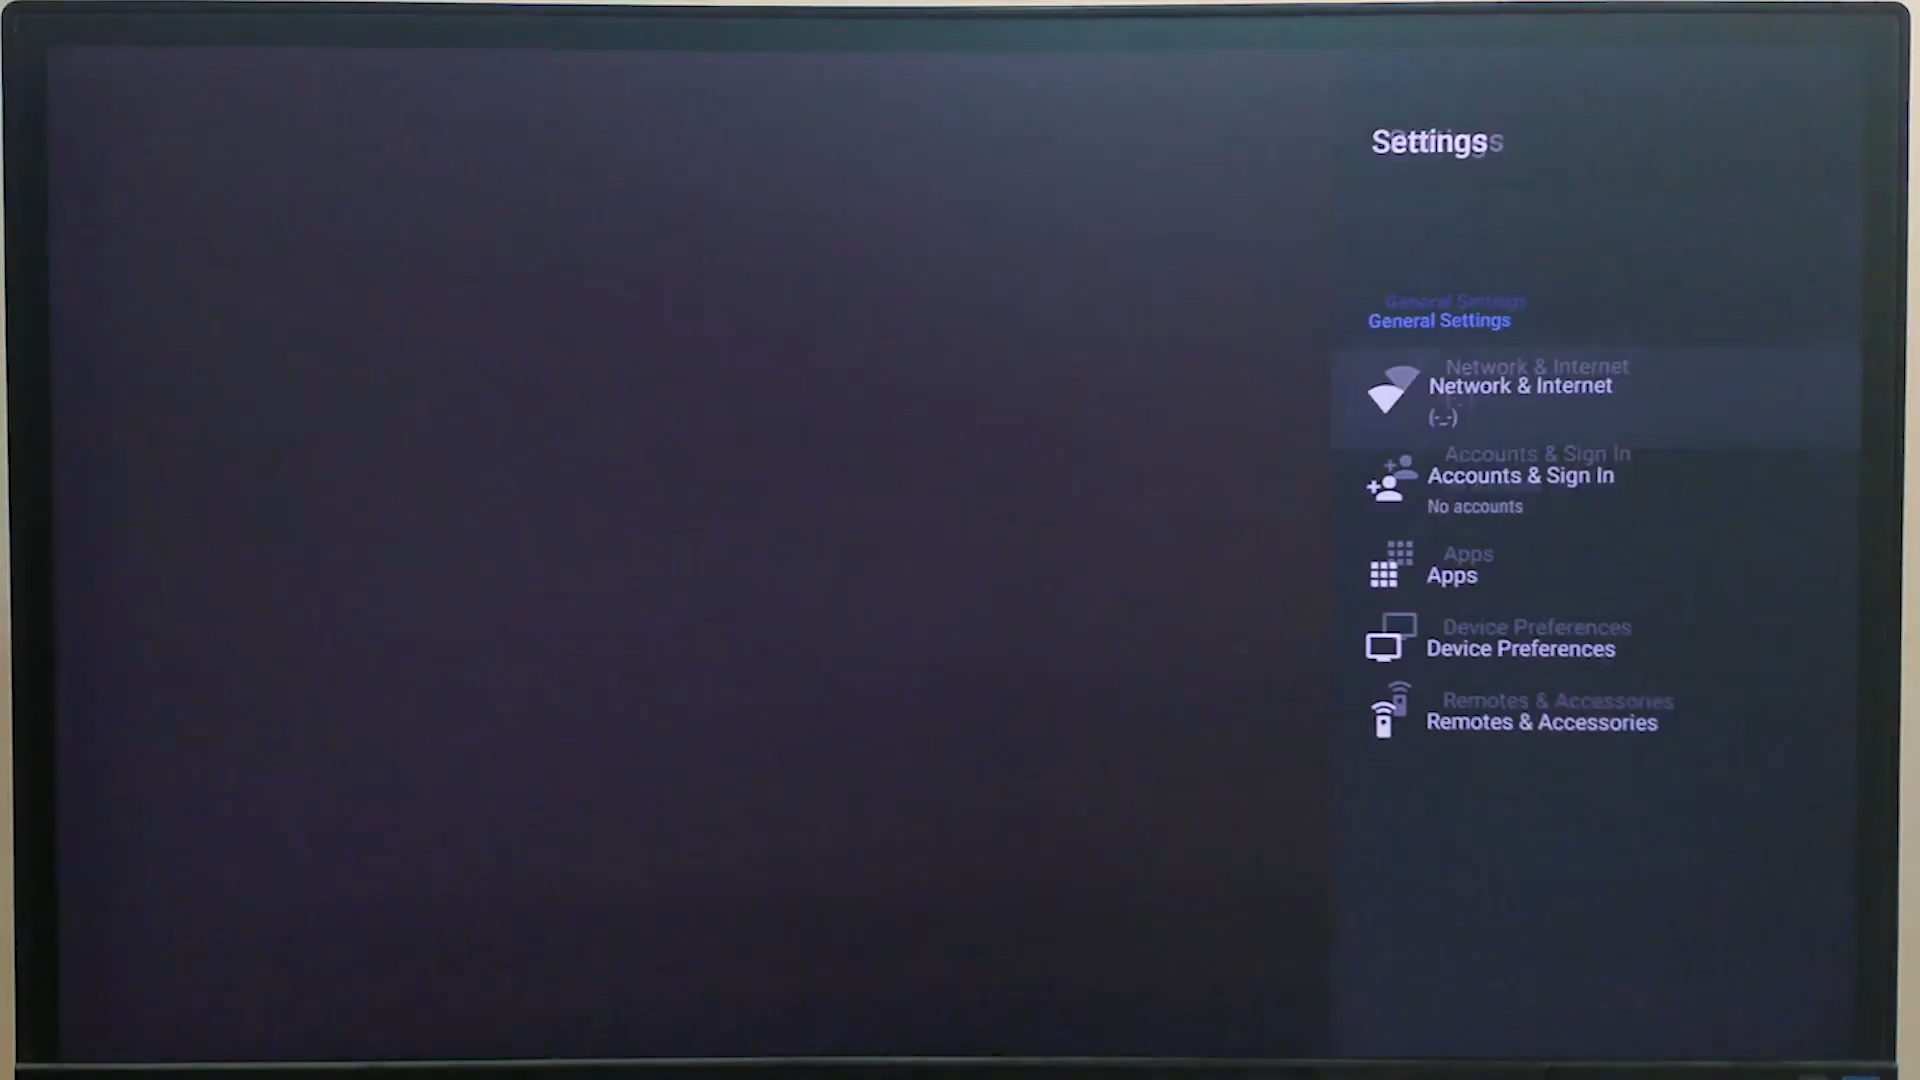 Settings
General Settings
Network & Internet
(-_-)
Accounts & Sign In
No accounts
Apps
Device Preferences
Remotes & Accessories